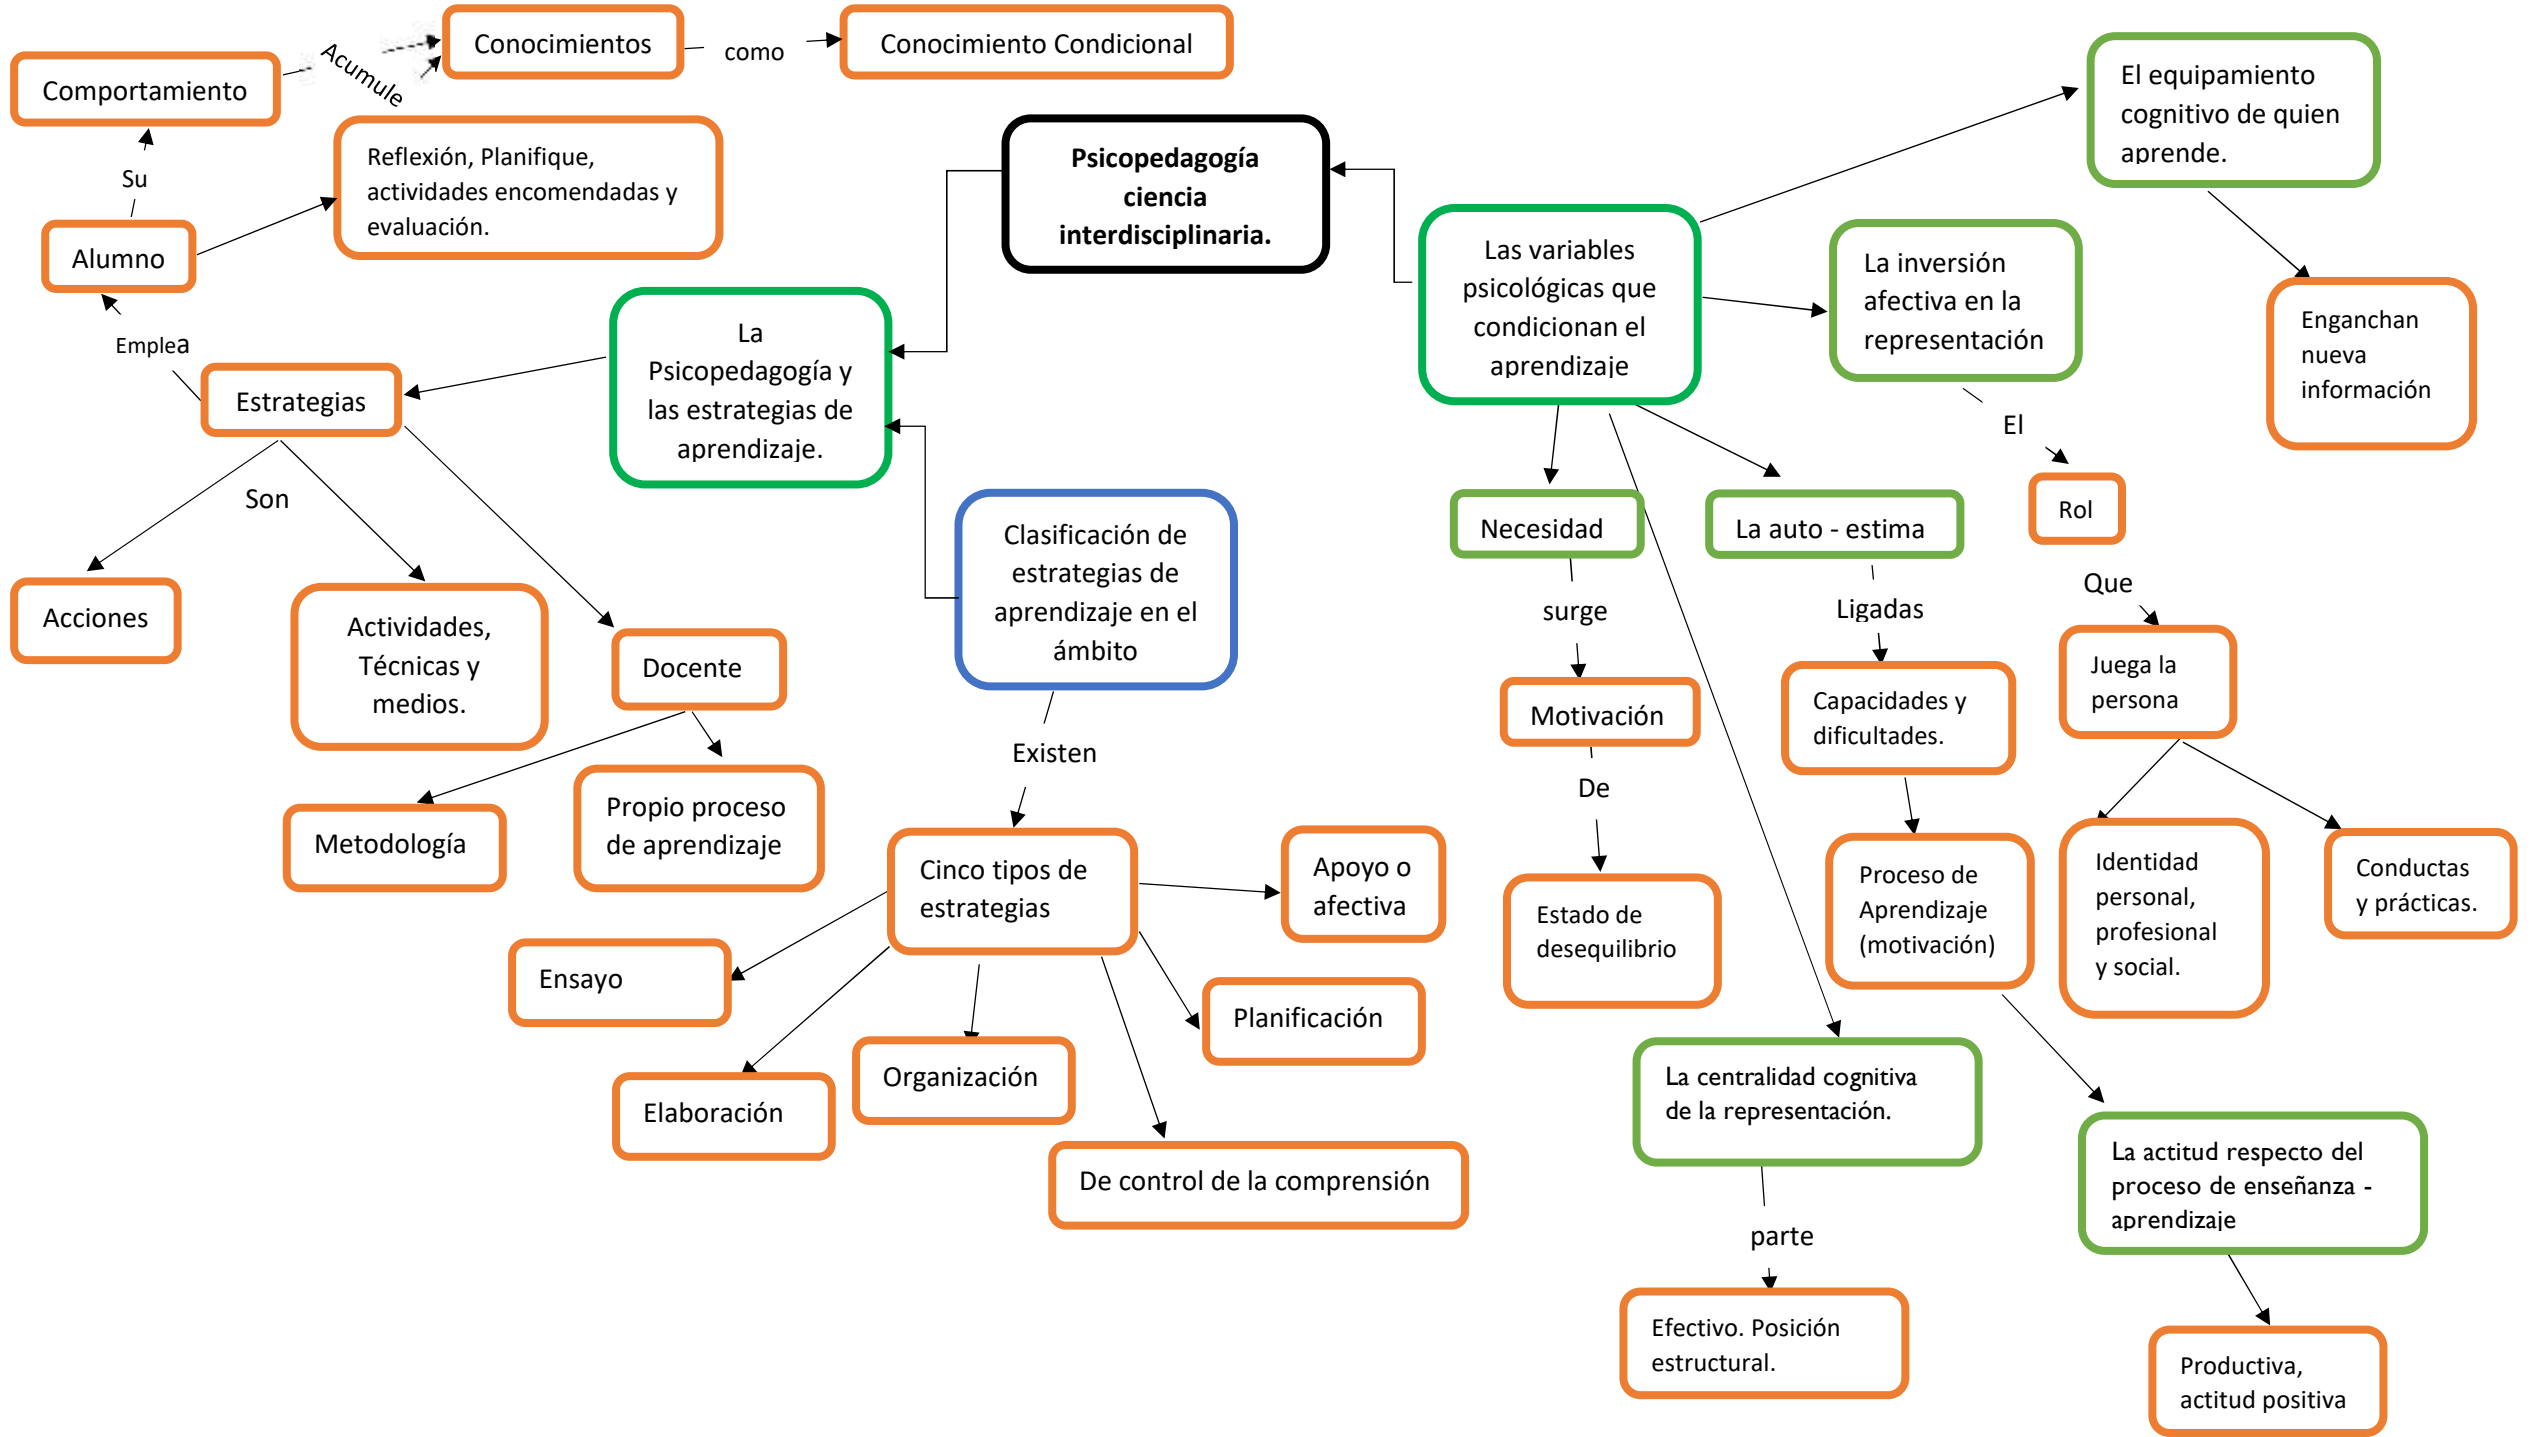 Conocimientos
como
Conocimiento Condicional
Acumule
Comportamiento
Su
Alumno
Reflexión, Planifique,
actividades encomendadas y
evaluación.
Emplea
Estrategias
Son
Acciones
Actividades,
Técnicas y
medios.
Docente
Metodología
Propio proceso
de aprendizaje
Psicopedagogía
ciencia
interdisciplinaria.
La
Psicopedagogía y
las estrategias de
aprendizaje.
Clasificación de
estrategias de
aprendizaje en el
ámbito
Existen
Cinco tipos de
estrategias
Apoyo o
afectiva
Ensayo
Planificación
Organización
Elaboración
De control de la comprensión
Las variables
psicológicas que
condicionan el
aprendizaje
El equipamiento
cognitivo de quien
aprende.
Enganchan
nueva
información
La inversión
afectiva en la
representación
El
Rol
Que
Juega la
persona
Identidad
personal,
profesional
y social.
Conductas
y prácticas.
Necesidad
surge
Motivación
De
Estado de
desequilibrio
La auto - estima
Ligadas
Capacidades y
dificultades.
Proceso de
Aprendizaje
(motivación)
La centralidad cognitiva
de la representación.
parte
Efectivo. Posición
estructural.
La actitud respecto del
proceso de enseñanza -
aprendizaje
Productiva,
actitud positiva